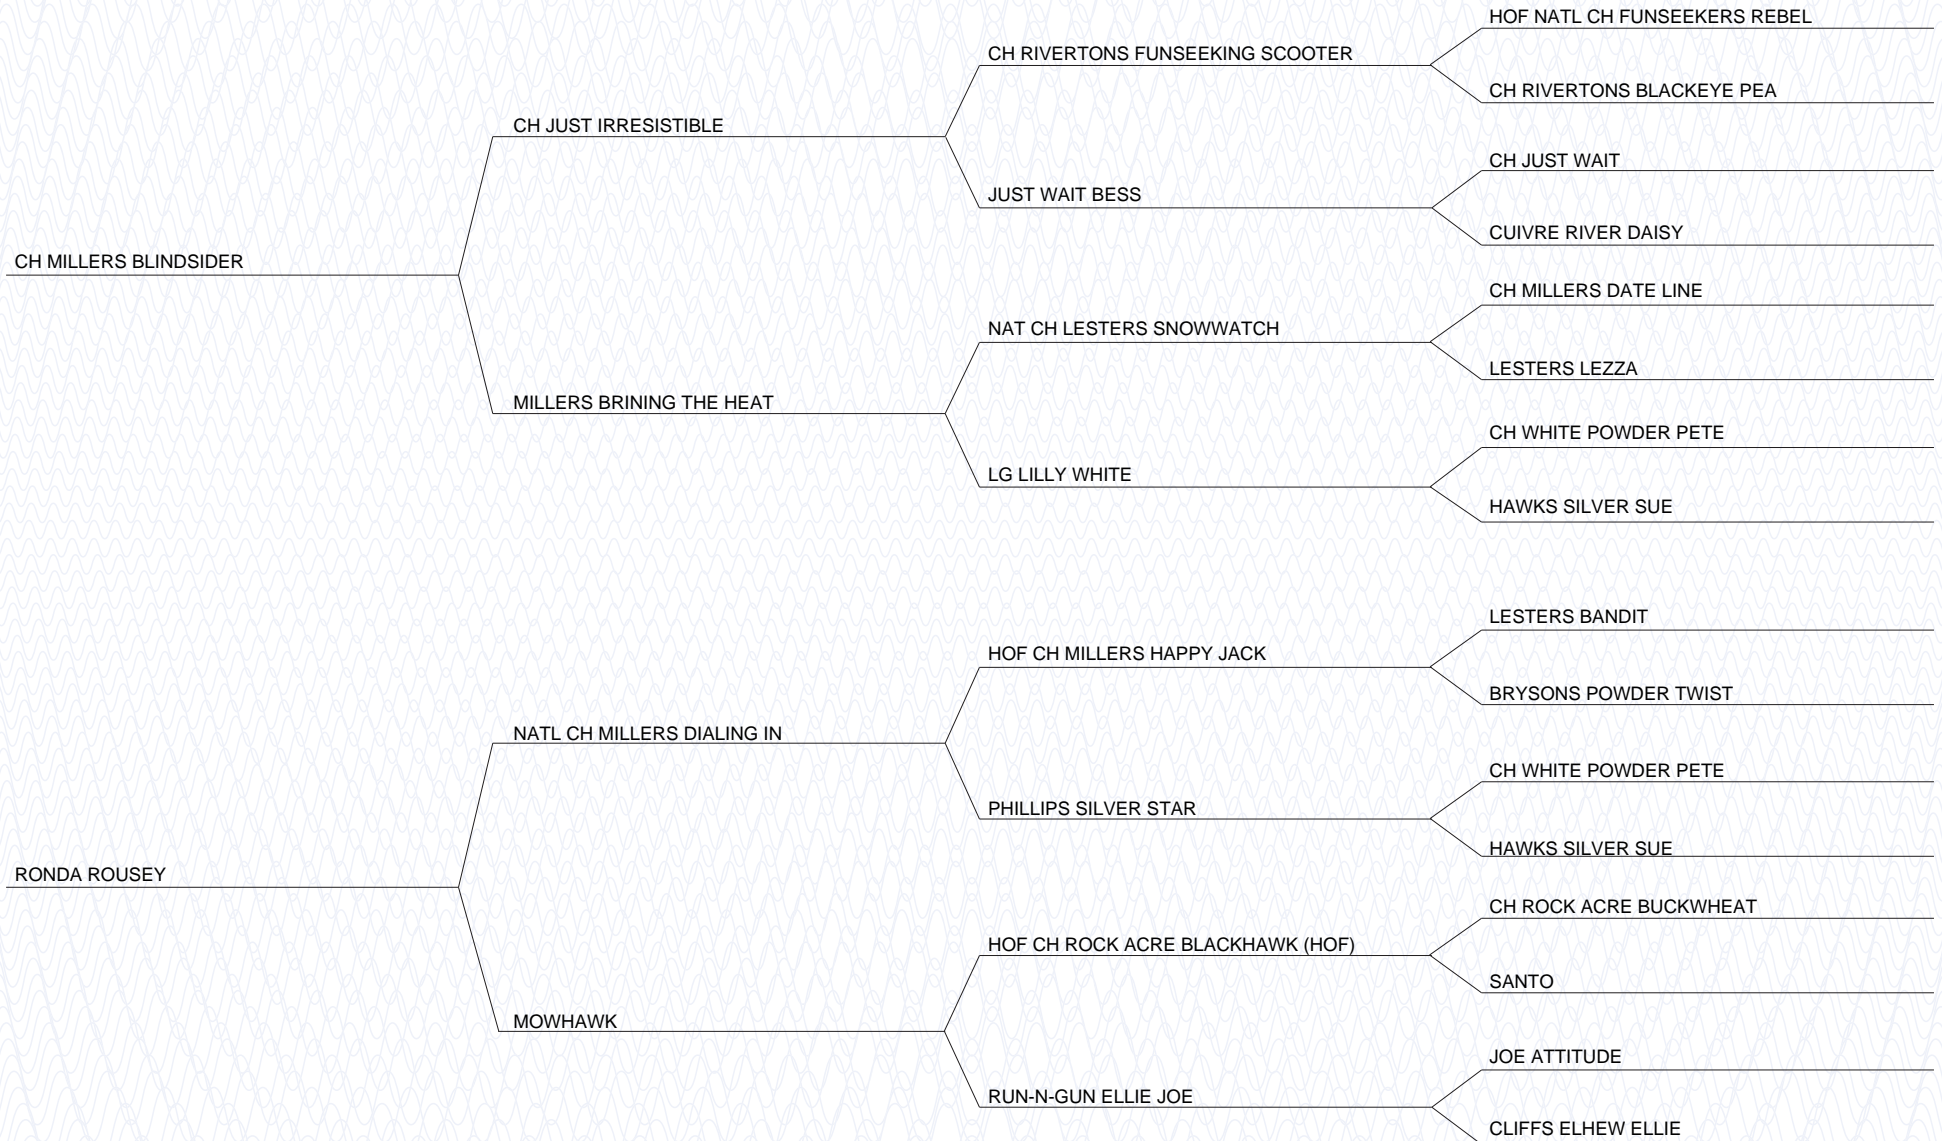 HOF NATL CH FUNSEEKERS REBEL
CH RIVERTONS FUNSEEKING SCOOTER
CH RIVERTONS BLACKEYE PEA
CH JUST IRRESISTIBLE
CH JUST WAIT
JUST WAIT BESS
CUIVRE RIVER DAISY
CH MILLERS BLINDSIDER
CH MILLERS DATE LINE
NAT CH LESTERS SNOWWATCH
LESTERS LEZZA
MILLERS BRINING THE HEAT
CH WHITE POWDER PETE
LG LILLY WHITE
HAWKS SILVER SUE
LESTERS BANDIT
HOF CH MILLERS HAPPY JACK
BRYSONS POWDER TWIST
NATL CH MILLERS DIALING IN
CH WHITE POWDER PETE
PHILLIPS SILVER STAR
HAWKS SILVER SUE
RONDA ROUSEY
CH ROCK ACRE BUCKWHEAT
HOF CH ROCK ACRE BLACKHAWK (HOF)
SANTO
MOWHAWK
JOE ATTITUDE
RUN-N-GUN ELLIE JOE
CLIFFS ELHEW ELLIE